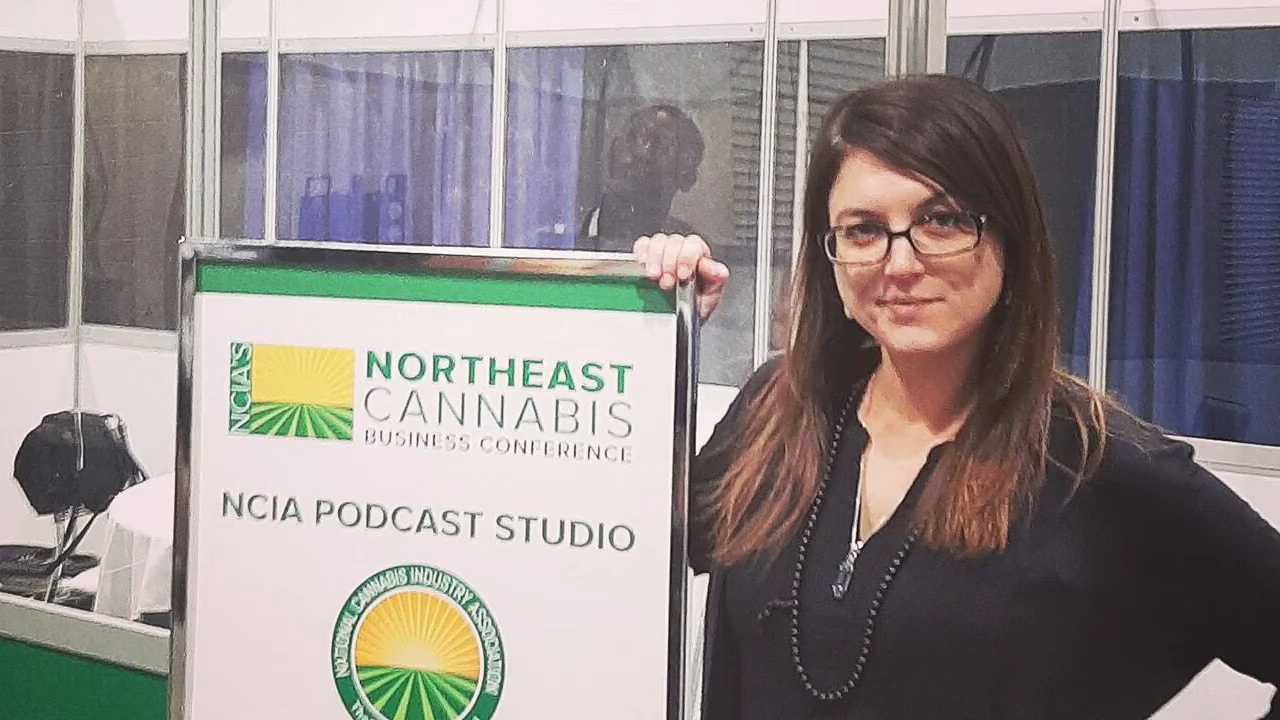 NCIA'S
NORTHEAST
CANNABIS
BUSINESS CONFERENCE
NCIA PODCAST STUDIO
NATIONAL CANNABIS INDUSTRY ASSOCIATION